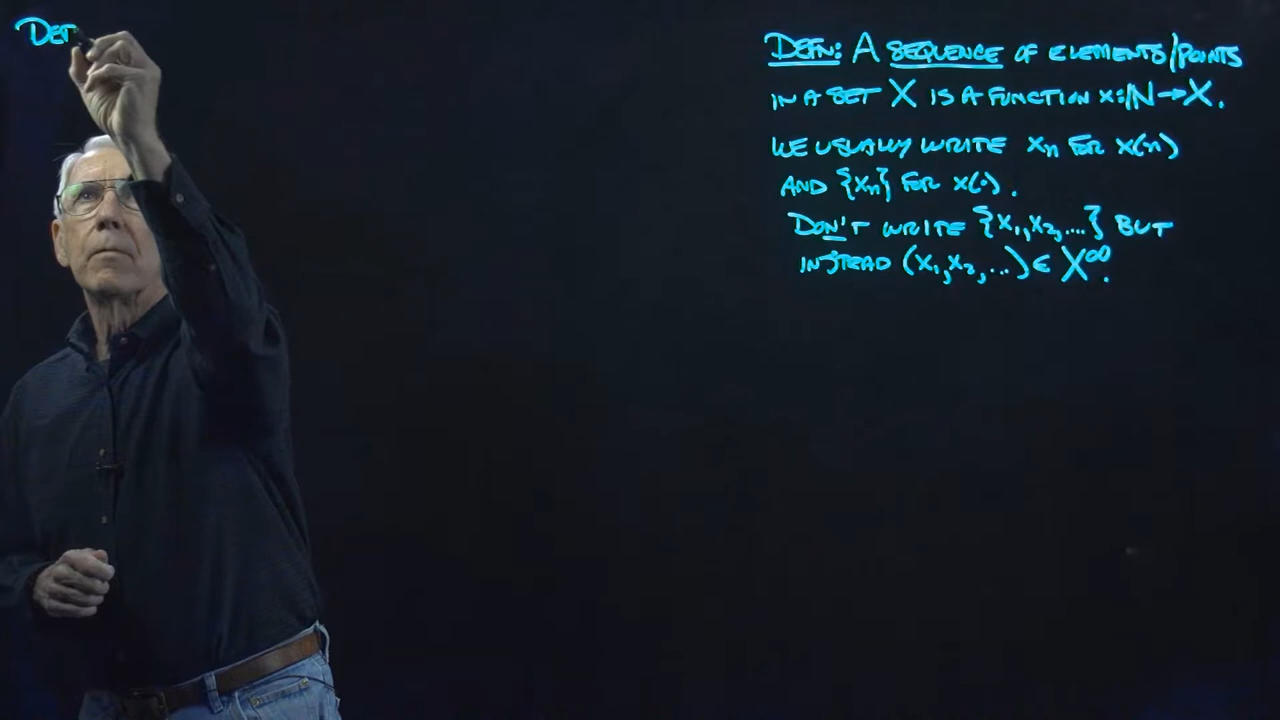 DEF
DEFN: A SEQUENCE OF ELEMENTS/POINTS
IN A SET X IS A FUNCTION x:ℕ→X.
WE USUALLY WRITE xₙ FOR x(n)
AND {xₙ} FOR x(·).
DON'T WRITE {x₁,x₂,....} BUT
INSTEAD (x₁,x₂,...) ∈ X^∞.